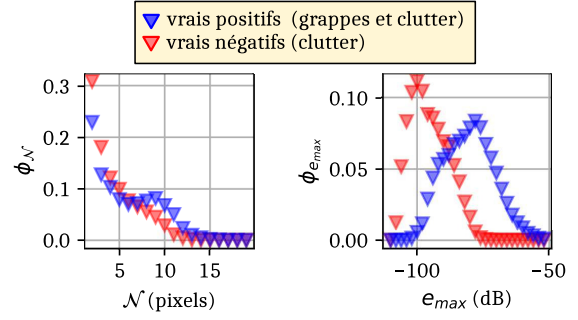 vrais positifs (grappes et clutter)
vrais négatifs (clutter)
0.3
0.2
0.1
0.0
ϕ𝒩
5 10 15
𝒩 (pixels)
0.10
0.05
0.00
ϕemax
−100 −50
emax (dB)